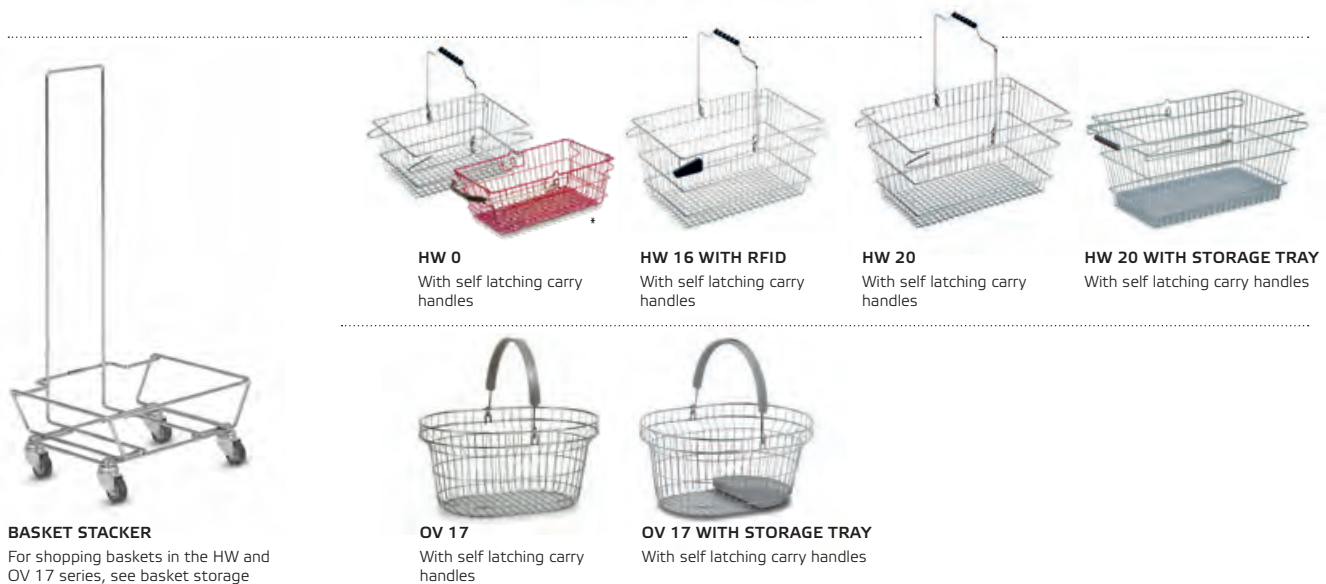 *
HW 0
With self latching carry
handles
HW 16 WITH RFID
With self latching carry
handles
HW 20
With self latching carry
handles
HW 20 WITH STORAGE TRAY
With self latching carry handles
BASKET STACKER
For shopping baskets in the HW and
OV 17 series, see basket storage
OV 17
With self latching carry
handles
OV 17 WITH STORAGE TRAY
With self latching carry handles